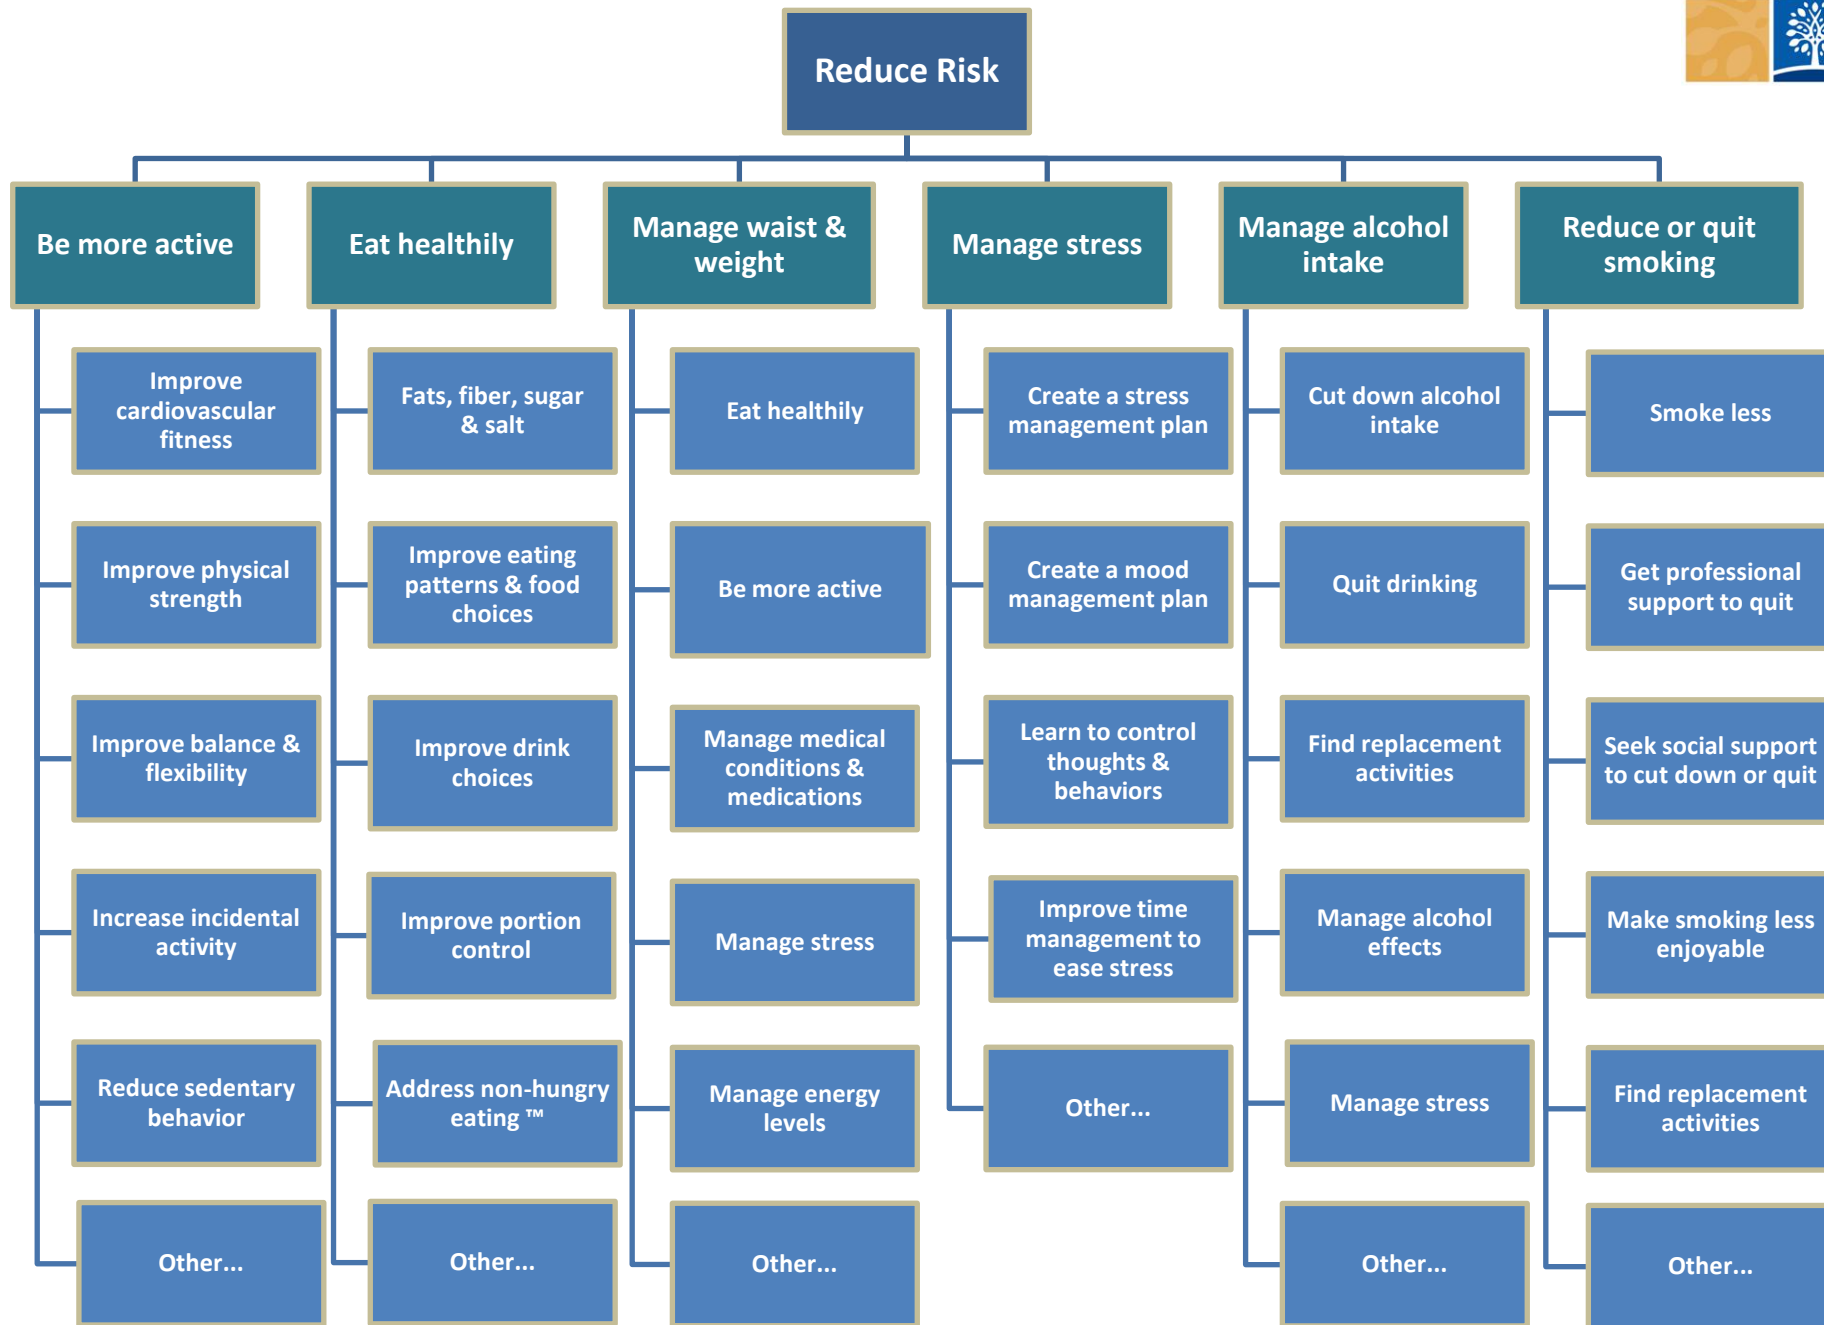 Reduce Risk
Be more active
Improve
cardiovascular
fitness
Improve physical
strength
Improve balance &
flexibility
Increase incidental
activity
Reduce sedentary
behavior
Other...
Eat healthily
Fats, fiber, sugar
& salt
Improve eating
patterns & food
choices
Improve drink
choices
Improve portion
control
Address non-hungry
eating ™
Other...
Manage waist &
weight
Eat healthily
Be more active
Manage medical
conditions &
medications
Manage stress
Manage energy
levels
Other...
Manage stress
Create a stress
management plan
Create a mood
management plan
Learn to control
thoughts &
behaviors
Improve time
management to
ease stress
Other...
Manage alcohol
intake
Cut down alcohol
intake
Quit drinking
Find replacement
activities
Manage alcohol
effects
Manage stress
Other...
Reduce or quit
smoking
Smoke less
Get professional
support to quit
Seek social support
to cut down or quit
Make smoking less
enjoyable
Find replacement
activities
Other...